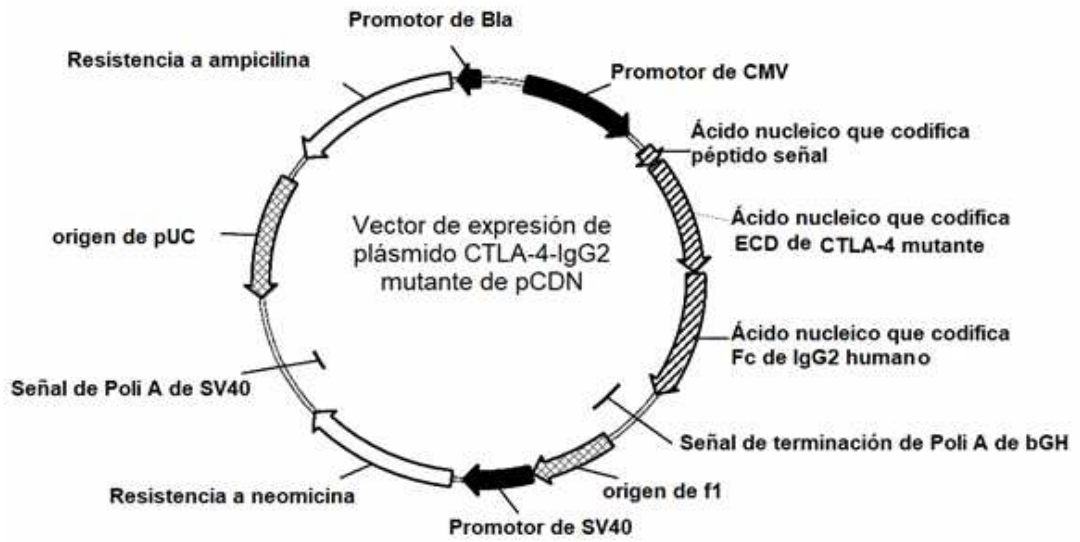 Promotor de Bla
Resistencia a ampicilina
Promotor de CMV
Ácido nucleico que codifica
péptido señal
Ácido nucleico que codifica
ECD de CTLA-4 mutante
origen de pUC
Vector de expresión de
plásmido CTLA-4-IgG2
mutante de pCDN
Ácido nucleico que codifica
Fc de IgG2 humano
Señal de Poli A de SV40
Señal de terminación de Poli A de bGH
Resistencia a neomicina
origen de f1
Promotor de SV40